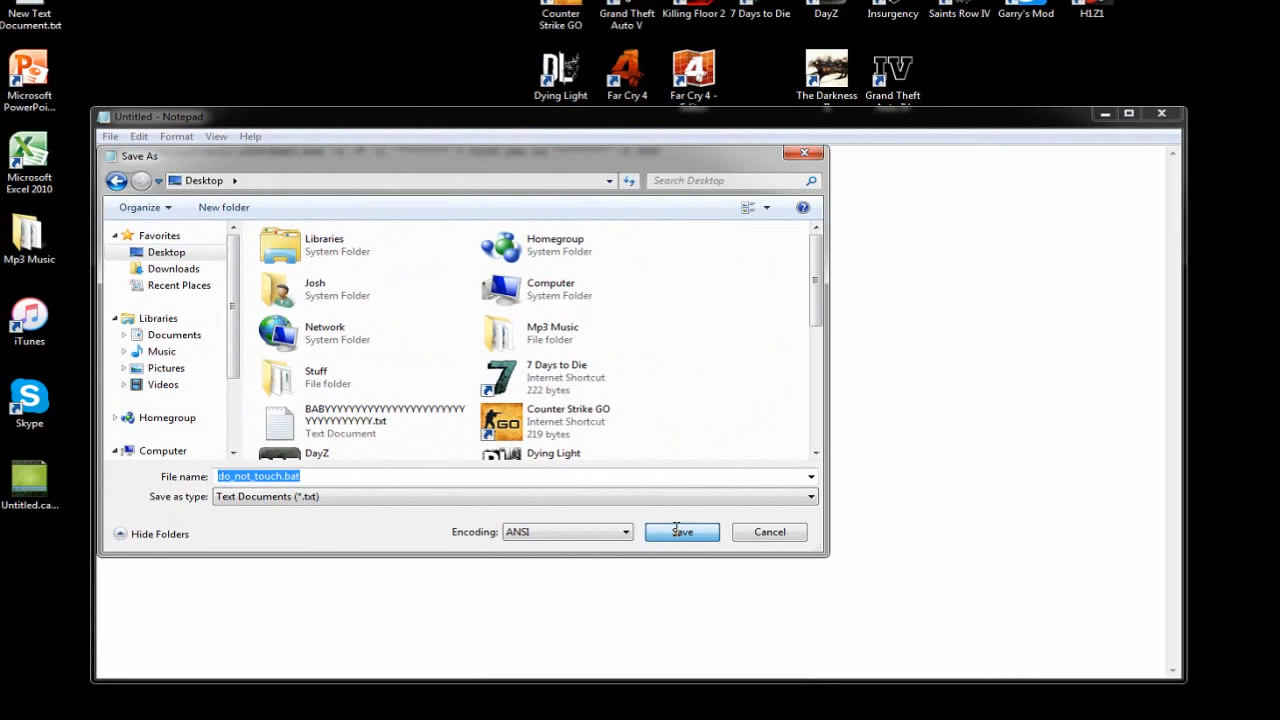 New Text
Document.txt
Counter
Strike GO
Grand Theft
Auto V
Killing Floor 2
7 Days to Die
DayZ
Insurgency
Saints Row IV
Garry's Mod
H1Z1
Microsoft
PowerPoi...
DL
Dying Light
4
Far Cry 4
4
Far Cry 4 -
The Darkness
IV
Grand Theft
Untitled - Notepad
File Edit Format View Help
Save As
Desktop
Search Desktop
Organize
New folder
Microsoft
Excel 2010
Mp3 Music
iTunes
Skype
Untitled.ca...
Favorites
Desktop
Downloads
Recent Places
Libraries
Documents
Music
Pictures
Videos
Homegroup
Computer
Libraries
System Folder
Homegroup
System Folder
Josh
System Folder
Computer
System Folder
Network
System Folder
Mp3 Music
File folder
Stuff
File folder
7
7 Days to Die
Internet Shortcut
222 bytes
BABYYYYYYYYYYYYYYYYYYYYYY
YYYYYYYYYYY.txt
Text Document
GO
Counter Strike GO
Internet Shortcut
219 bytes
DayZ
Dying Light
File name: do_not_touch.bat
Save as type: Text Documents (*.txt)
Hide Folders
Encoding: ANSI
Save
Cancel